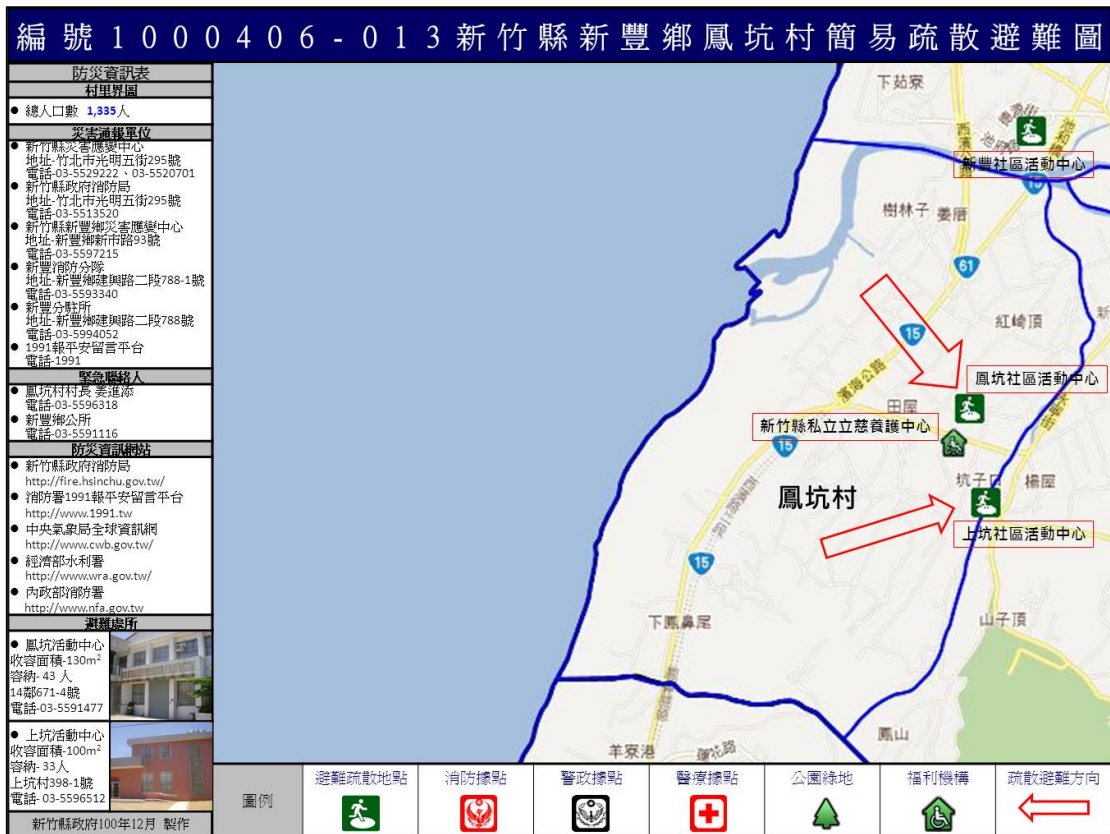 編號1000406-013新竹縣新豐鄉鳳坑村簡易疏散避難圖
防災資訊表
村里界圖
● 總人口數 1,335人
災害通報單位
● 新竹縣災害應變中心
地址-竹北市光明五街295號
電話-03-5529222、03-5520701
● 新竹縣政府消防局
地址-竹北市光明五街295號
電話-03-5513520
● 新竹縣新豐鄉災害應變中心
地址-新豐鄉新市路93號
電話-03-5597215
● 新豐消防分隊
地址-新豐鄉建興路二段788-1號
電話-03-5593340
● 新豐分駐所
地址-新豐鄉建興路二段788號
電話-03-5994052
● 1991報平安留言平台
電話-1991
緊急聯絡人
● 鳳坑村村長 姜進添
電話-03-5596318
● 新豐鄉公所
電話-03-5591116
防災資訊網站
● 新竹縣政府消防局
http://fire.hsinchu.gov.tw/
● 消防署1991報平安留言平台
http://www.1991.tw
● 中央氣象局全球資訊網
http://www.cwb.gov.tw/
● 經濟部水利署
http://www.wra.gov.tw/
● 內政部消防署
http://www.nfa.gov.tw
避難處所
● 鳳坑活動中心
收容面積-130m²
容納- 43 人
14鄰671-4號
電話-03-5591477
● 上坑活動中心
收容面積-100m²
容納- 33人
上坑村398-1號
電話- 03-5596512
新竹縣政府100年12月 製作
下茄寮
德湖街
池和
西濱公路
池府路
新豐社區活動中心
15
樹林子
姜厝
61
紅崎頂
新
15
濱海公路
鳳坑社區活動中心
田屋
新竹縣私立立慈養護中心
15
坑子口
楊屋
鳳坑村
上坑社區活動中心
15
下鳳鼻尾
山子頂
鳳山
羊寮港
蓮花路
圖例
避難疏散地點
消防據點
警政據點
醫療據點
公園綠地
福利機構
疏散避難方向